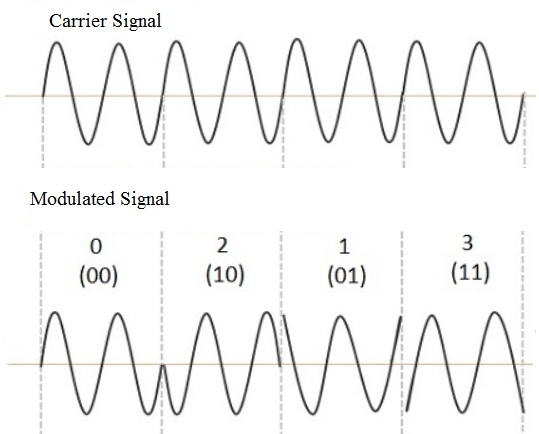 Carrier Signal
Modulated Signal
0 2 1 3
(00) (10) (01) (11)